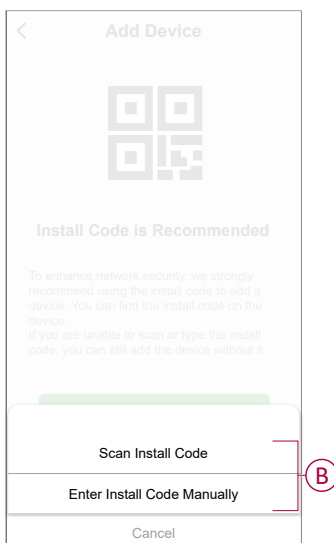 Add Device
Install Code is Recommended
To enhance network security, we strongly
recommend using the install code to add a
device. You can find the install code on the
device.
If you are unable to scan or type the install
code, you can still add the device without it.
Scan Install Code
Enter Install Code Manually
B
Cancel